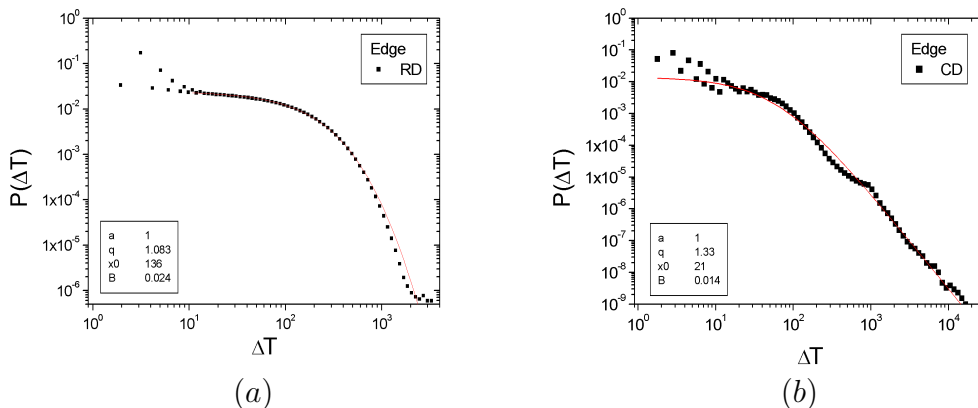 10^0
10^-1
10^-2
10^-3
1x10^-4
1x10^-5
10^-6
P(ΔT)
Edge
RD
a 1
q 1.083
x0 136
B 0.024
10^0 10^1 10^2 10^3
ΔT
(a)
10^0
10^-1
10^-2
10^-3
1x10^-4
1x10^-5
10^-6
10^-7
10^-8
10^-9
P(ΔT)
Edge
CD
a 1
q 1.33
x0 21
B 0.014
10^0 10^1 10^2 10^3 10^4
ΔT
(b)